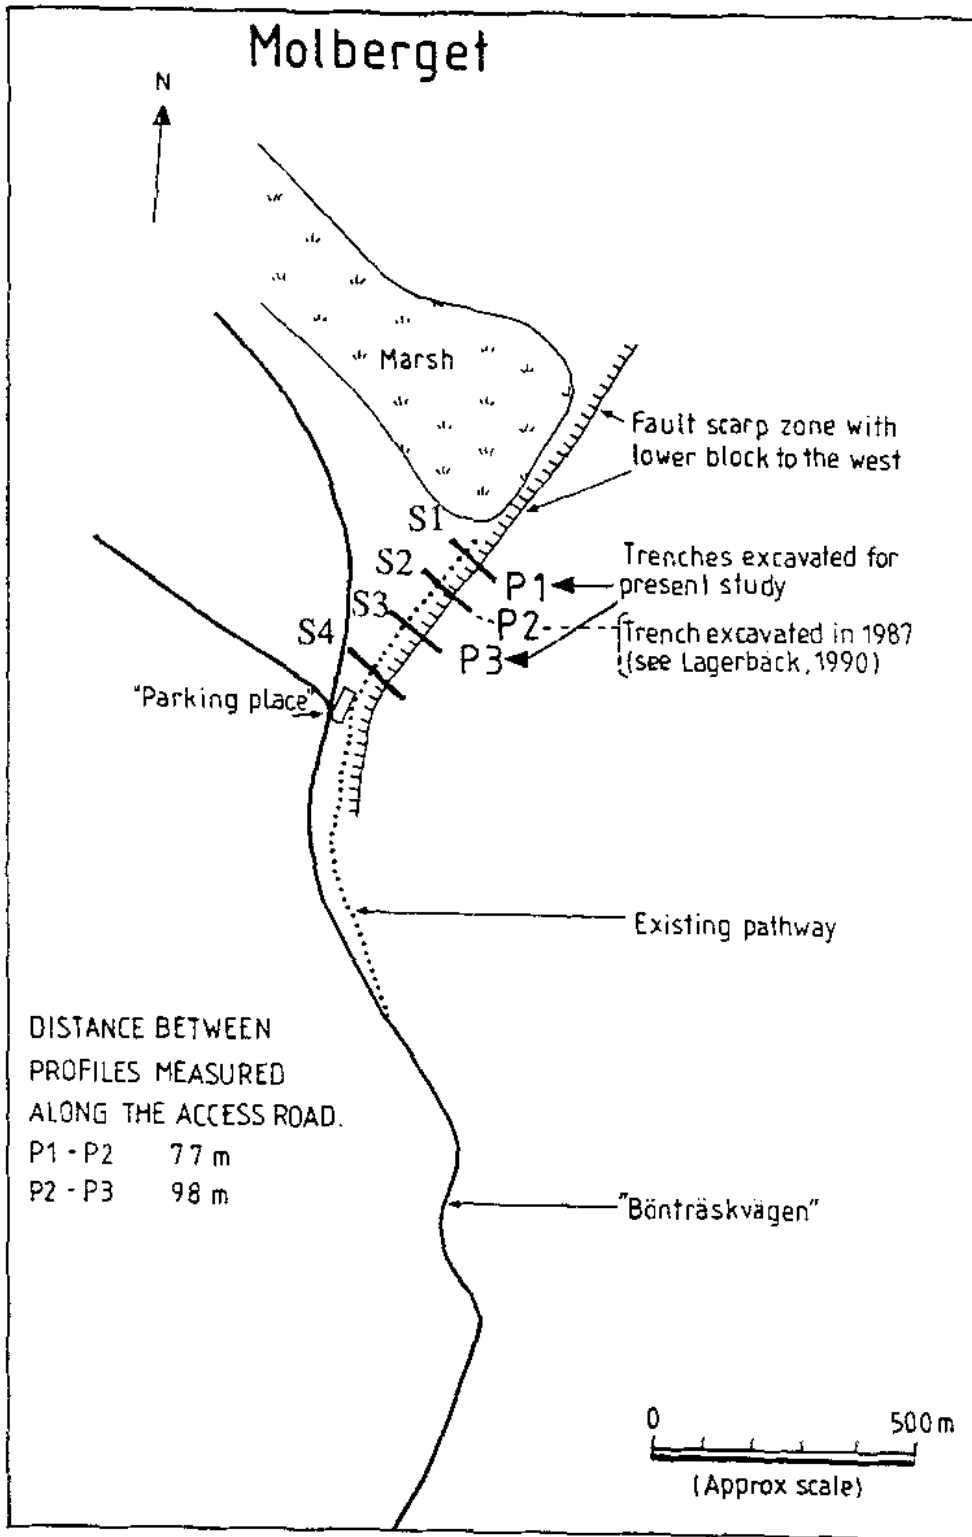 Molberget
N
Marsh
Fault scarp zone with
lower block to the west
S1
S2
S3
S4
P1
P2
P3
Trenches excavated for
present study
Trench excavated in 1987
(see Lagerbäck, 1990)
"Parking place"
Existing pathway
DISTANCE BETWEEN
PROFILES MEASURED
ALONG THE ACCESS ROAD.
P1 - P2 77 m
P2 - P3 98 m
"Bönträskvägen"
0 500 m
(Approx scale)